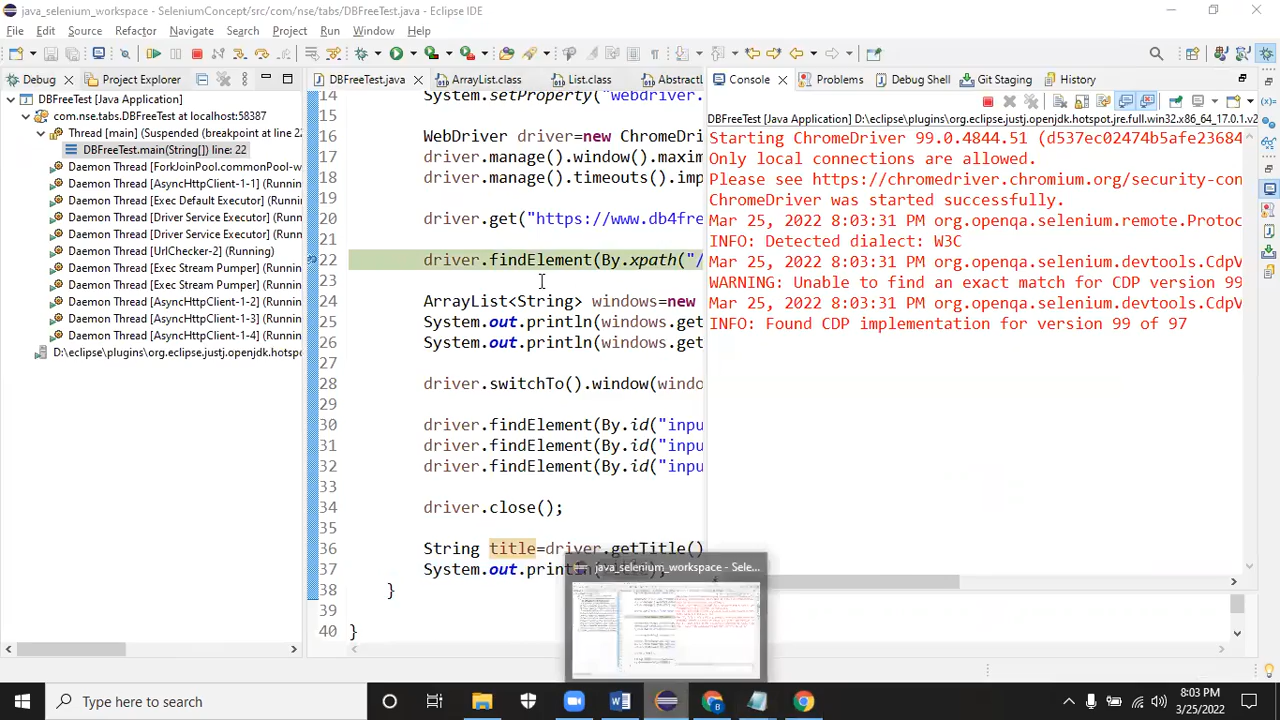 java_selenium_workspace - SeleniumConcept/src/com/nse/tabs/DBFreeTest.java - Eclipse IDE
File Edit Source Refactor Navigate Search Project Run Window Help
Debug Project Explorer
DBFreeTest [Java Application]
com.nse.tabs.DBFreeTest at localhost:58387
Thread [main] (Suspended (breakpoint at line 22
DBFreeTest.main(String[]) line: 22
Daemon Thread [ForkJoinPool.commonPool-w
Daemon Thread [AsyncHttpClient-1-1] (Runnin
Daemon Thread [Exec Default Executor] (Runn
Daemon Thread [Driver Service Executor] (Runn
Daemon Thread [Driver Service Executor] (Runn
Daemon Thread [UrlChecker-2] (Running)
Daemon Thread [Exec Stream Pumper] (Runnin
Daemon Thread [Exec Stream Pumper] (Runnin
Daemon Thread [AsyncHttpClient-1-2] (Runnin
Daemon Thread [AsyncHttpClient-1-3] (Runnin
Daemon Thread [AsyncHttpClient-1-4] (Runnin
D:\eclipse\plugins\org.eclipse.justj.openjdk.hotsp
DBFreeTest.java ArrayList.class List.class Abstractl
14 System.setProperty("webdriver.
15
16 WebDriver driver=new ChromeDri
17 driver.manage().window().maxim
18 driver.manage().timeouts().imp
19
20 driver.get("https://www.db4fre
21
22 driver.findElement(By.xpath("/
23
24 ArrayList<String> windows=new
25 System.out.println(windows.get
26 System.out.println(windows.get
27
28 driver.switchTo().window(windo
29
30 driver.findElement(By.id("inpu
31 driver.findElement(By.id("inpu
32 driver.findElement(By.id("inpu
33
34 driver.close();
35
36 String title=driver.getTitle()
37 System.out.print
38 }
39
40 }
Console Problems Debug Shell Git Staging History
DBFreeTest [Java Application] D:\eclipse\plugins\org.eclipse.justj.openjdk.hotspot.jre.full.win32.x86_64_17.0.1.v2
Starting ChromeDriver 99.0.4844.51 (d537ec02474b5afe23684
Only local connections are allowed.
Please see https://chromedriver.chromium.org/security-con
ChromeDriver was started successfully.
Mar 25, 2022 8:03:31 PM org.openqa.selenium.remote.Protoc
INFO: Detected dialect: W3C
Mar 25, 2022 8:03:31 PM org.openqa.selenium.devtools.CdpV
WARNING: Unable to find an exact match for CDP version 99
Mar 25, 2022 8:03:31 PM org.openqa.selenium.devtools.CdpV
INFO: Found CDP implementation for version 99 of 97
java_selenium_workspace - Sele...
Type here to search
8:03 PM
3/25/2022